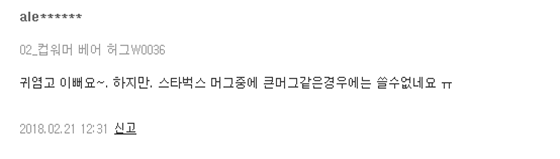 ale******
02_컵워머 베어 허그W0036
귀염고 이뻐요~. 하지만. 스타벅스 머그중에 큰머그같은경우에는 쓸수없네요 ㅠ
2018.02.21 12:31 신고